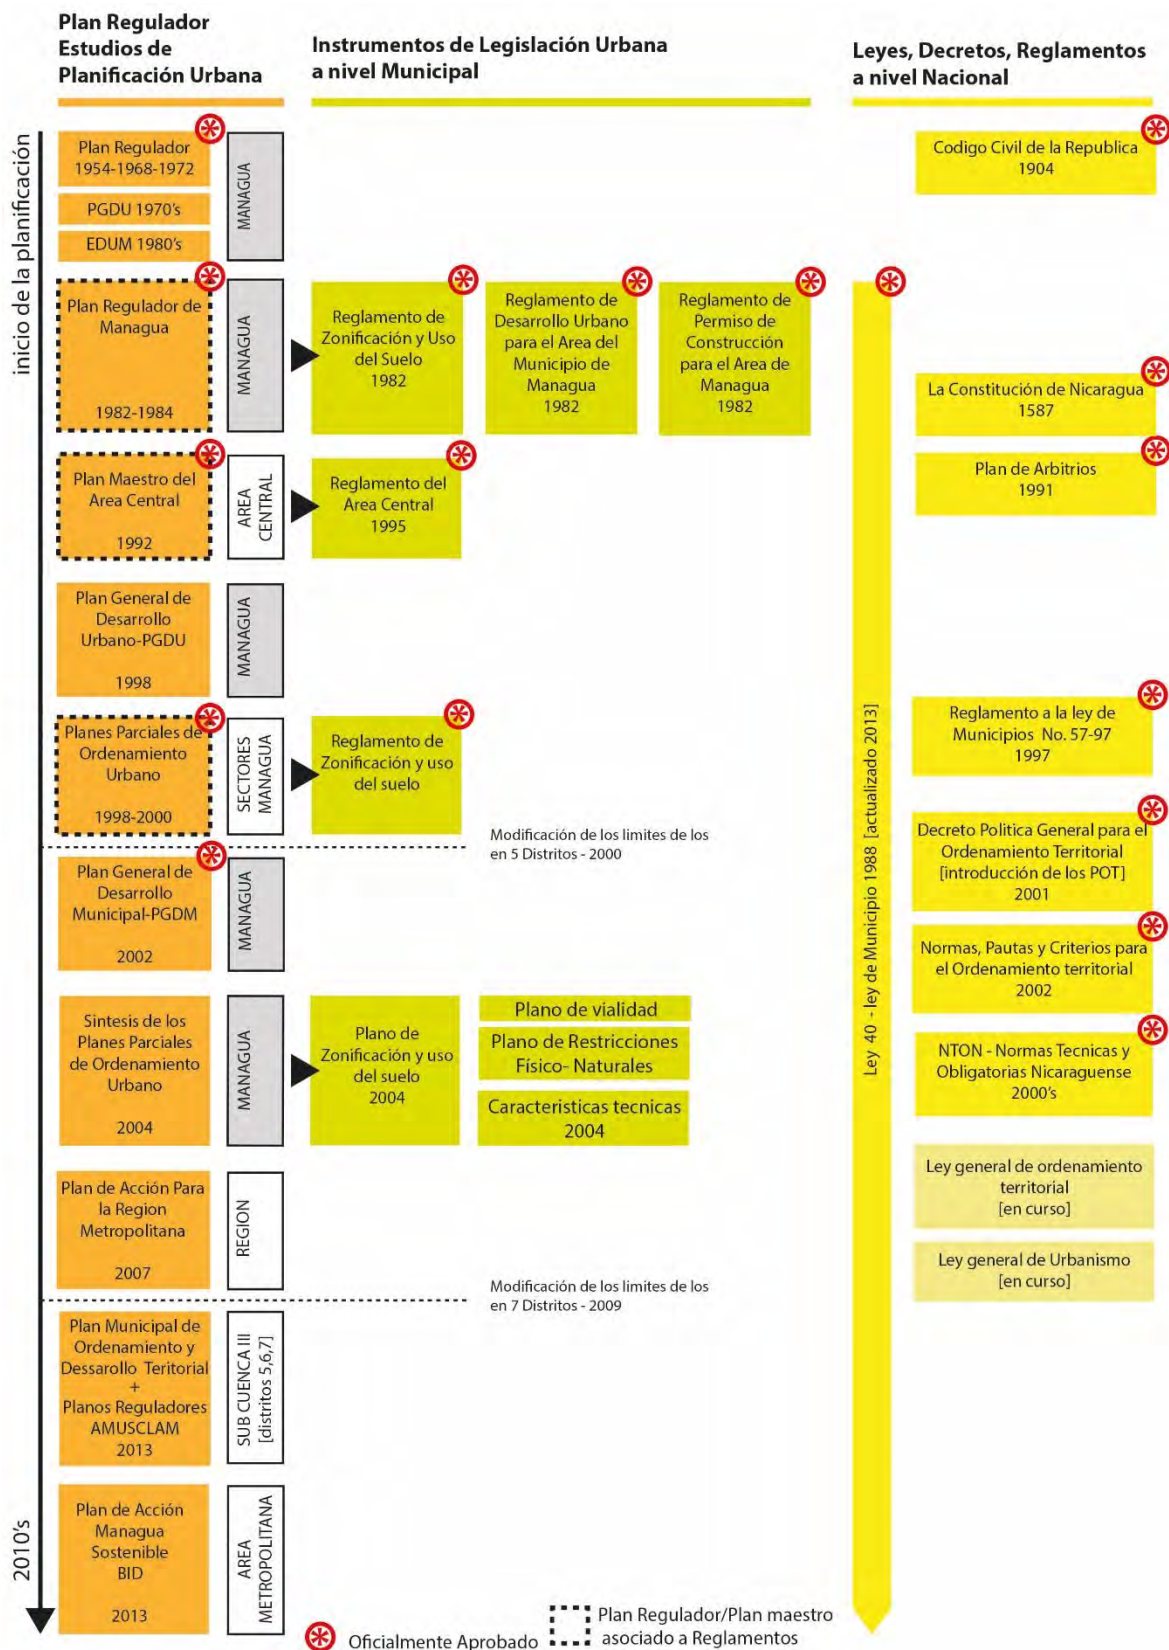 Plan Regulador
Estudios de
Planificación Urbana
Instrumentos de Legislación Urbana
a nivel Municipal
Leyes, Decretos, Reglamentos
a nivel Nacional
inicio de la planificación
2010's
Plan Regulador
1954-1968-1972
PGDU 1970's
EDUM 1980's
MANAGUA
Plan Regulador de
Managua
1982-1984
MANAGUA
Reglamento de
Zonificación y Uso
del Suelo
1982
Reglamento de
Desarrollo Urbano
para el Area del
Municipio de
Managua
1982
Reglamento de
Permiso de
Construcción
para el Area de
Managua
1982
Plan Maestro del
Area Central
1992
AREA
CENTRAL
Reglamento del
Area Central
1995
Plan General de
Desarrollo
Urbano-PGDU
1998
MANAGUA
Planes Parciales de
Ordenamiento
Urbano
1998-2000
SECTORES
MANAGUA
Reglamento de
Zonificación y uso
del suelo
Modificación de los limites de los
en 5 Distritos - 2000
Plan General de
Desarrollo
Municipal-PGDM
2002
MANAGUA
Sintesis de los
Planes Parciales
de Ordenamiento
Urbano
2004
MANAGUA
Plano de
Zonificación y uso
del suelo
2004
Plano de vialidad
Plano de Restricciones
Físico- Naturales
Caracteristicas tecnicas
2004
Plan de Acción Para
la Region
Metropolitana
2007
REGION
Modificación de los limites de los
en 7 Distritos - 2009
Plan Municipal de
Ordenamiento y
Dessarollo Teritorial
+
Planos Reguladores
AMUSCLAM
2013
SUB CUENCA III
[distritos 5,6,7]
Plan de Acción
Managua
Sostenible
BID
2013
AREA
METROPOLITANA
Ley 40 - ley de Municipio 1988 [actualizado 2013]
Codigo Civil de la Republica
1904
La Constitución de Nicaragua
1587
Plan de Arbitrios
1991
Reglamento a la ley de
Municipios No. 57-97
1997
Decreto Politica General para el
Ordenamiento Territorial
[introducción de los POT]
2001
Normas, Pautas y Criterios para
el Ordenamiento territorial
2002
NTON - Normas Tecnicas y
Obligatorias Nicaraguense
2000's
Ley general de ordenamiento
territorial
[en curso]
Ley general de Urbanismo
[en curso]
Oficialmente Aprobado
Plan Regulador/Plan maestro
asociado a Reglamentos